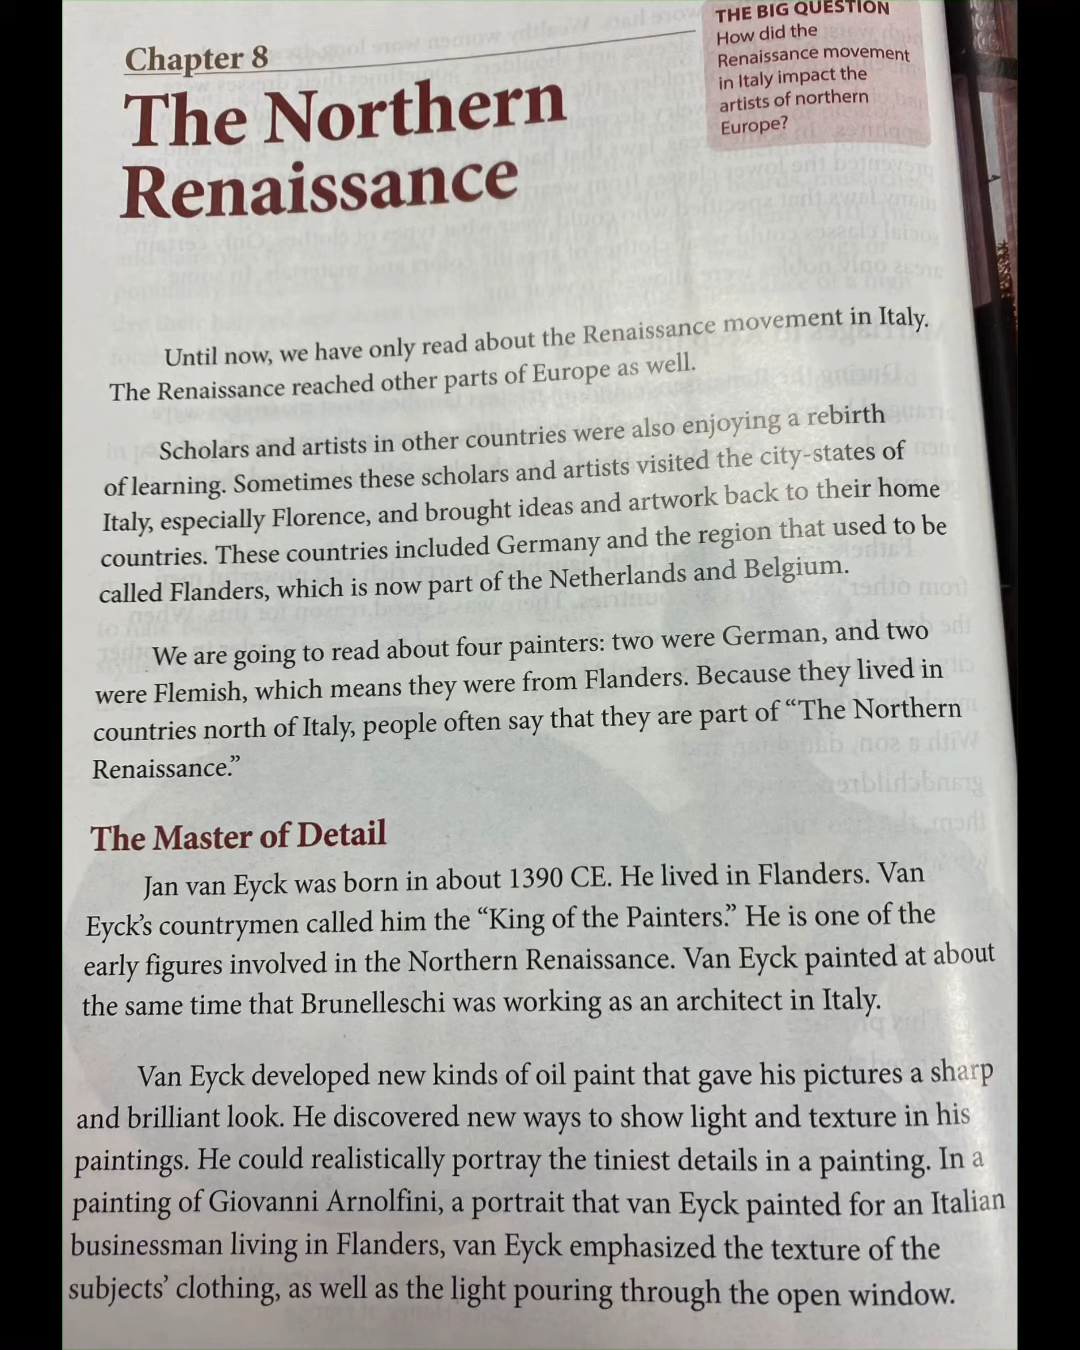 THE BIG QUESTION
How did the
Renaissance movement
in Italy impact the
artists of northern
Europe?
Chapter 8
The Northern
Renaissance
Until now, we have only read about the Renaissance movement in Italy.
The Renaissance reached other parts of Europe as well.
Scholars and artists in other countries were also enjoying a rebirth
of learning. Sometimes these scholars and artists visited the city-states of
Italy, especially Florence, and brought ideas and artwork back to their home
countries. These countries included Germany and the region that used to be
called Flanders, which is now part of the Netherlands and Belgium.
We are going to read about four painters: two were German, and two
were Flemish, which means they were from Flanders. Because they lived in
countries north of Italy, people often say that they are part of “The Northern
Renaissance.”
The Master of Detail
Jan van Eyck was born in about 1390 CE. He lived in Flanders. Van
Eyck’s countrymen called him the “King of the Painters.” He is one of the
early figures involved in the Northern Renaissance. Van Eyck painted at about
the same time that Brunelleschi was working as an architect in Italy.
Van Eyck developed new kinds of oil paint that gave his pictures a sharp
and brilliant look. He discovered new ways to show light and texture in his
paintings. He could realistically portray the tiniest details in a painting. In a
painting of Giovanni Arnolfini, a portrait that van Eyck painted for an Italian
businessman living in Flanders, van Eyck emphasized the texture of the
subjects’ clothing, as well as the light pouring through the open window.